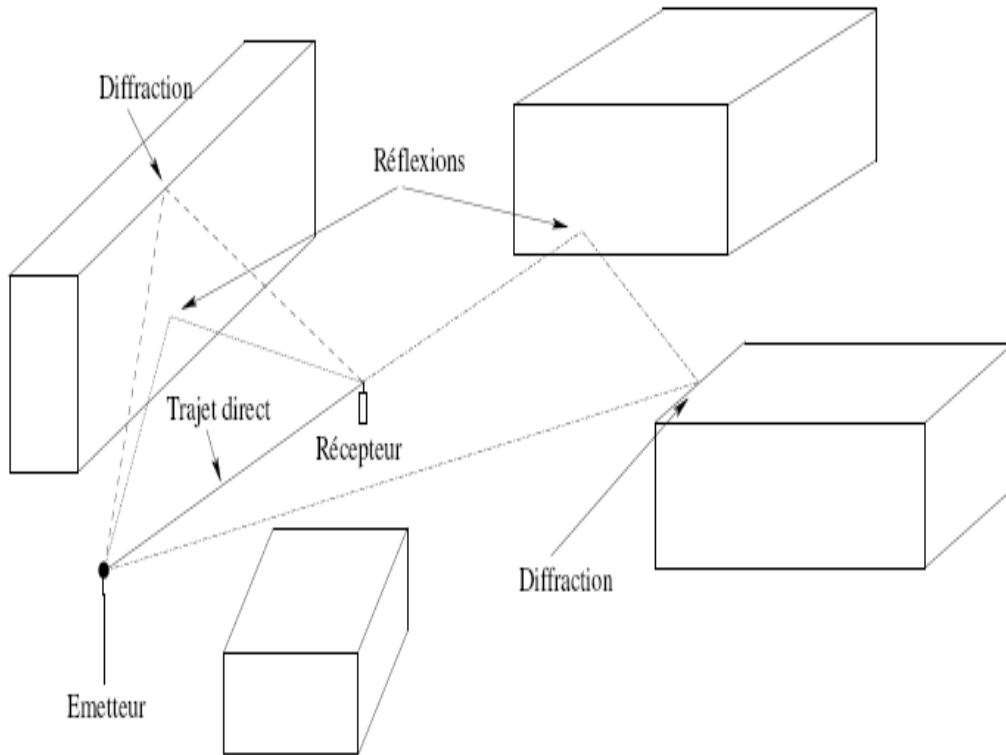 Diffraction
Réflexions
Trajet direct
Récepteur
Diffraction
Emetteur